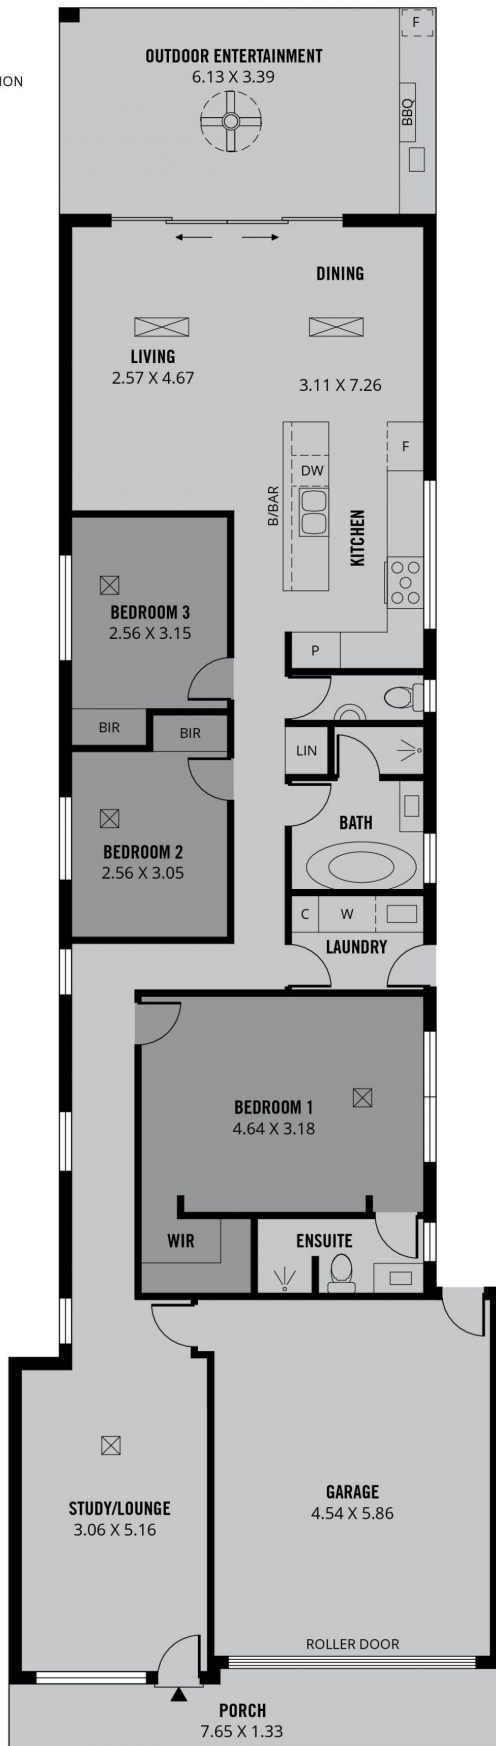 OUTDOOR ENTERTAINMENT
6.13 X 3.39
F
BBQ
DINING
LIVING
2.57 X 4.67
3.11 X 7.26
F
DW
B/BAR
KITCHEN
BEDROOM 3
2.56 X 3.15
P
BIR
BIR
LIN
BATH
BEDROOM 2
2.56 X 3.05
C
W
LAUNDRY
BEDROOM 1
4.64 X 3.18
WIR
ENSUITE
STUDY/LOUNGE
3.06 X 5.16
GARAGE
4.54 X 5.86
ROLLER DOOR
PORCH
7.65 X 1.33